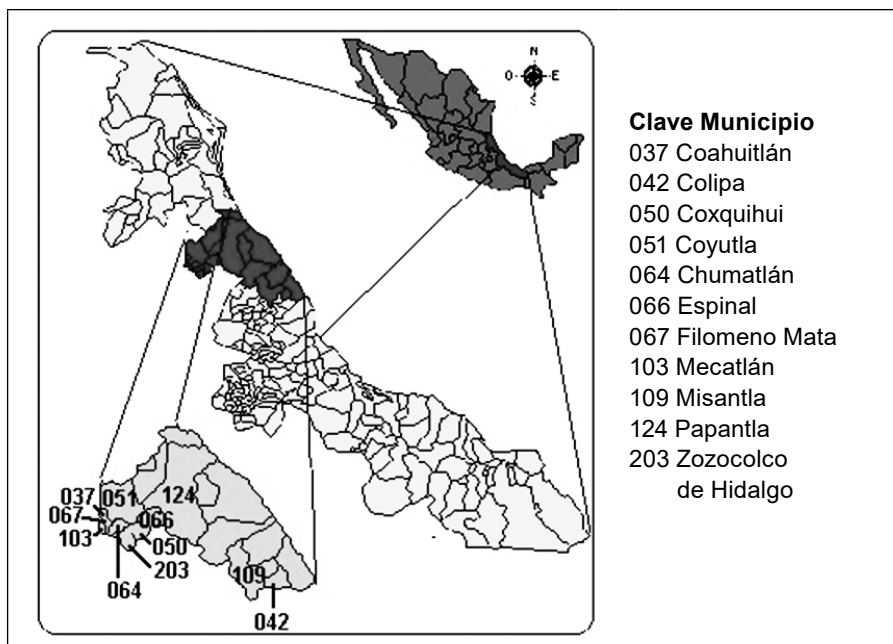 N
O
E
S
Clave Municipio
037 Coahuitlán
042 Colipa
050 Coxquihui
051 Coyutla
064 Chumatlán
066 Espinal
067 Filomeno Mata
103 Mecatlán
109 Misantla
124 Papantla
203 Zozocolco
de Hidalgo
037
051
124
067
066
103
050
203
064
109
042